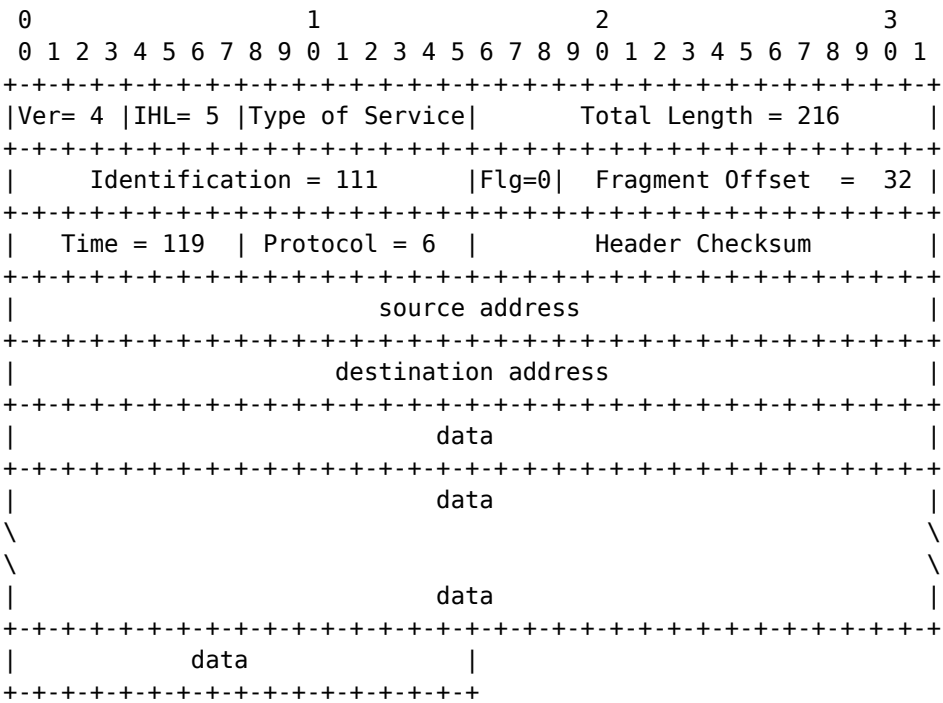 0                   1                   2                   3
 0 1 2 3 4 5 6 7 8 9 0 1 2 3 4 5 6 7 8 9 0 1 2 3 4 5 6 7 8 9 0 1
+-+-+-+-+-+-+-+-+-+-+-+-+-+-+-+-+-+-+-+-+-+-+-+-+-+-+-+-+-+-+-+-+
|Ver= 4 |IHL= 5 |Type of Service|       Total Length = 216      |
+-+-+-+-+-+-+-+-+-+-+-+-+-+-+-+-+-+-+-+-+-+-+-+-+-+-+-+-+-+-+-+-+
|     Identification = 111      |Flg=0|  Fragment Offset  =  32 |
+-+-+-+-+-+-+-+-+-+-+-+-+-+-+-+-+-+-+-+-+-+-+-+-+-+-+-+-+-+-+-+-+
|   Time = 119  | Protocol = 6  |        Header Checksum        |
+-+-+-+-+-+-+-+-+-+-+-+-+-+-+-+-+-+-+-+-+-+-+-+-+-+-+-+-+-+-+-+-+
|                         source address                        |
+-+-+-+-+-+-+-+-+-+-+-+-+-+-+-+-+-+-+-+-+-+-+-+-+-+-+-+-+-+-+-+-+
|                      destination address                      |
+-+-+-+-+-+-+-+-+-+-+-+-+-+-+-+-+-+-+-+-+-+-+-+-+-+-+-+-+-+-+-+-+
|                             data                              |
+-+-+-+-+-+-+-+-+-+-+-+-+-+-+-+-+-+-+-+-+-+-+-+-+-+-+-+-+-+-+-+-+
|                             data                              |
\                                                               \
\                                                               \
|                             data                              |
+-+-+-+-+-+-+-+-+-+-+-+-+-+-+-+-+-+-+-+-+-+-+-+-+-+-+-+-+-+-+-+-+
|            data               |
+-+-+-+-+-+-+-+-+-+-+-+-+-+-+-+-+